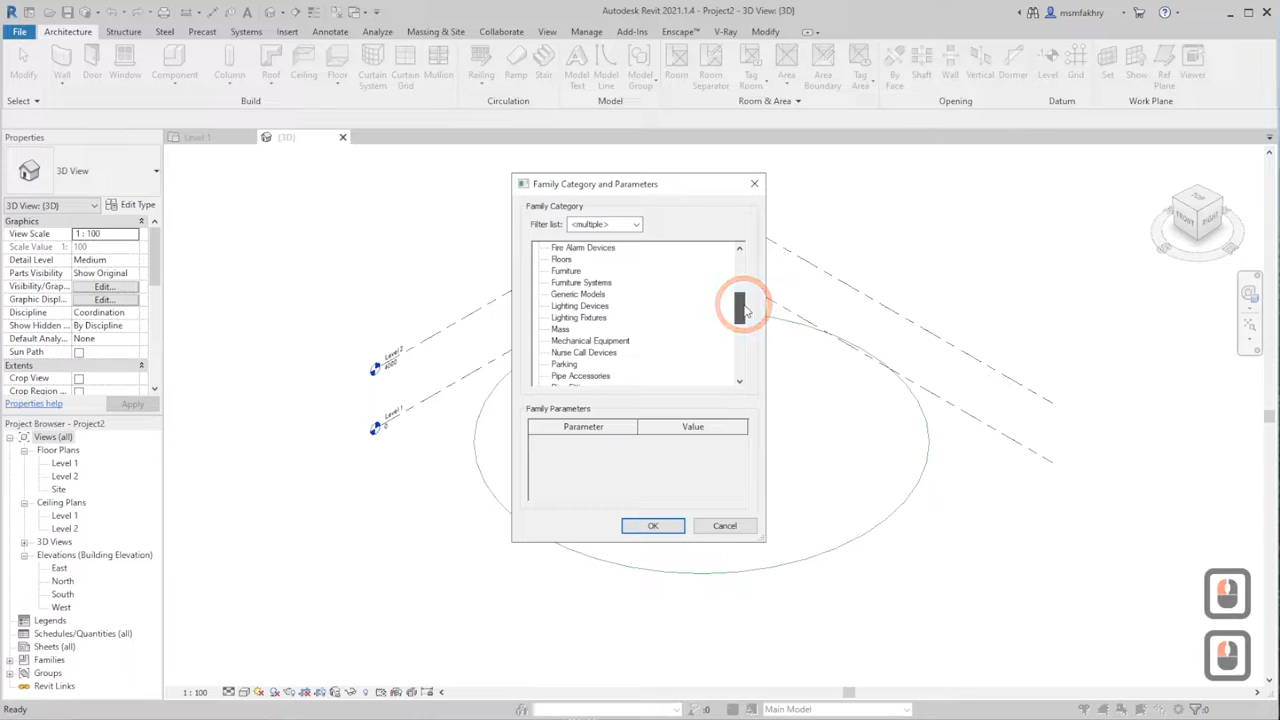 Autodesk Revit 2021.1.4 - Project2 - 3D View: {3D}
msmfakhry
File
Architecture
Structure
Steel
Precast
Systems
Insert
Annotate
Analyze
Massing & Site
Collaborate
View
Manage
Add-Ins
Enscape™
V-Ray
Modify
Modify
Wall
Door
Window
Component
Column
Roof
Ceiling
Floor
Curtain System
Curtain Grid
Mullion
Railing
Ramp
Stair
Model Text
Model Line
Model Group
Room
Room Separator
Tag Room
Area
Area Boundary
Tag Area
By Face
Shaft
Wall
Vertical
Dormer
Level
Grid
Set
Show
Ref Plane
Viewer
Select
Build
Circulation
Model
Room & Area
Opening
Datum
Work Plane
Properties
Level 1
{3D}
3D View
3D View: {3D}
Edit Type
Graphics
View Scale 1 : 100
Scale Value 1: 100
Detail Level Medium
Parts Visibility Show Original
Visibility/Grap... Edit...
Graphic Displ... Edit...
Discipline Coordination
Show Hidden ... By Discipline
Default Analy... None
Sun Path
Extents
Crop View
Crop Region ...
Properties help
Apply
Project Browser - Project2
Views (all)
Floor Plans
Level 1
Level 2
Site
Ceiling Plans
Level 1
Level 2
3D Views
Elevations (Building Elevation)
East
North
South
West
Legends
Schedules/Quantities (all)
Sheets (all)
Families
Groups
Revit Links
Level 2
4000
Level 1
0
TOP
FRONT
RIGHT
Family Category and Parameters
Family Category
Filter list: <multiple>
Fire Alarm Devices
Floors
Furniture
Furniture Systems
Generic Models
Lighting Devices
Lighting Fixtures
Mass
Mechanical Equipment
Nurse Call Devices
Parking
Pipe Accessories
Family Parameters
Parameter
Value
OK
Cancel
1 : 100
Ready
:0
Main Model
:0